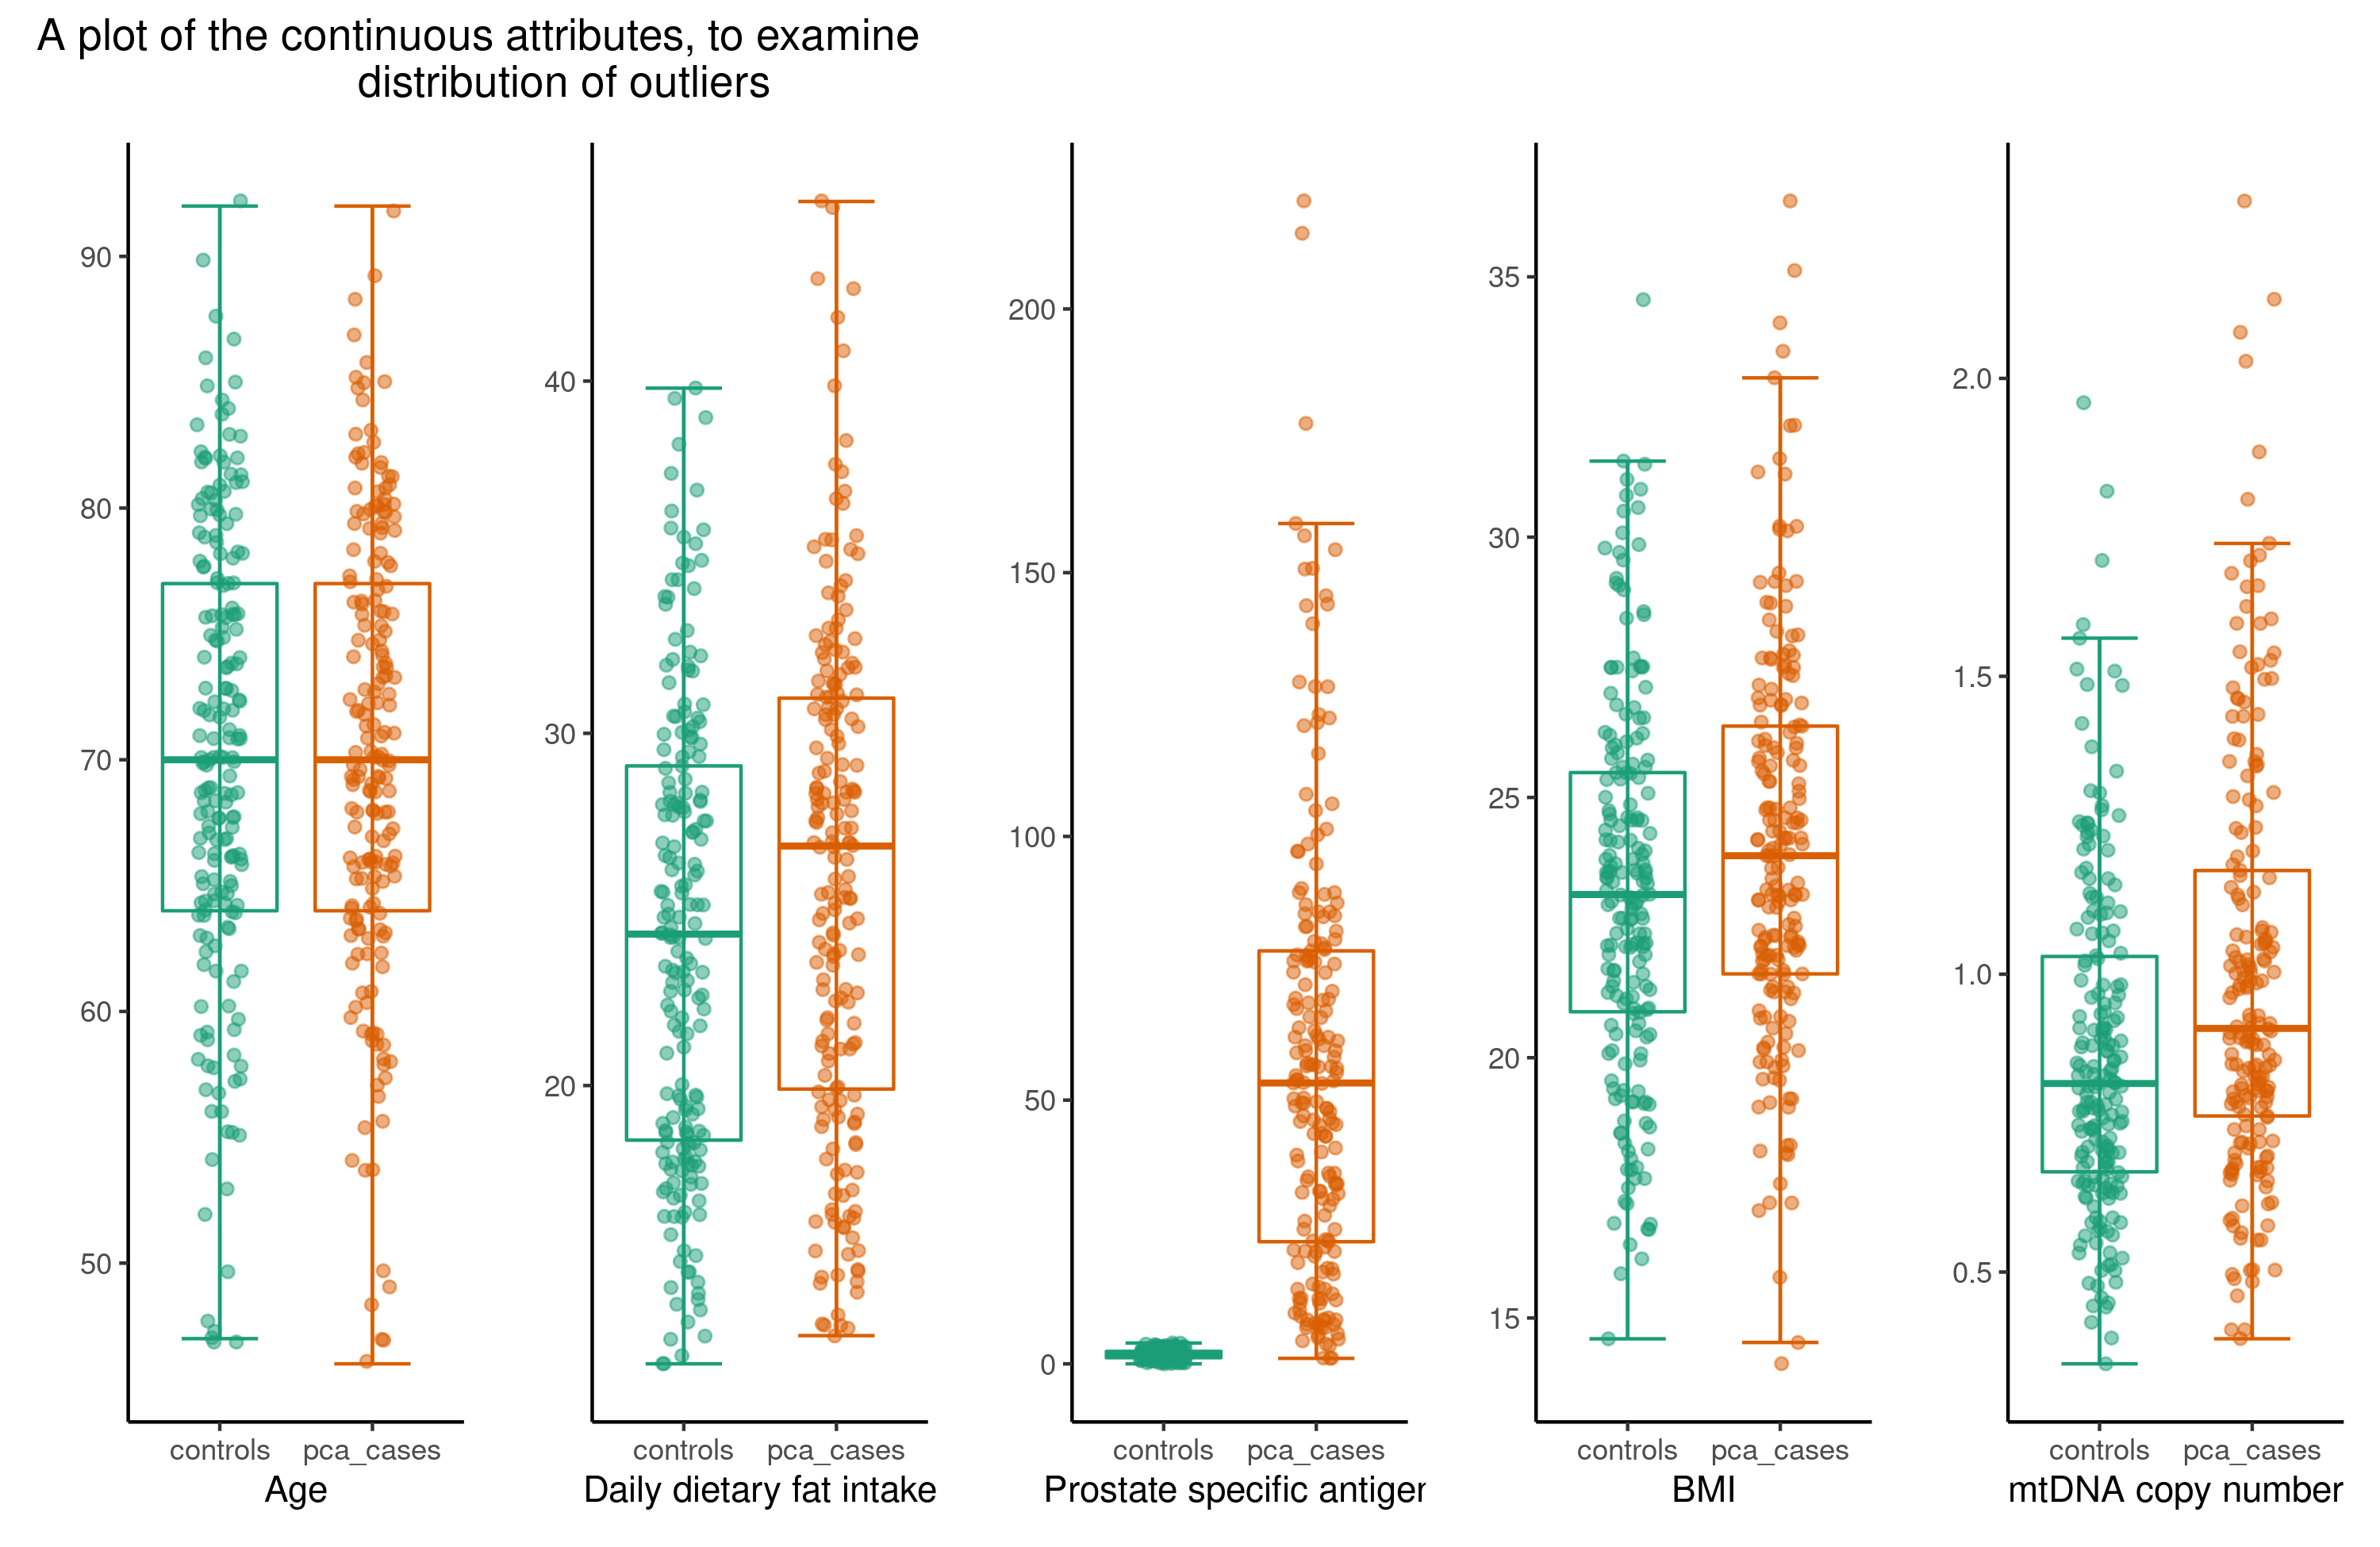 A plot of the continuous attributes, to examine
distribution of outliers
90
80
70
60
50
controls pca_cases
Age
40
30
20
controls pca_cases
Daily dietary fat intake
200
150
100
50
0
controls pca_cases
Prostate specific antigen
35
30
25
20
15
controls pca_cases
BMI
2.0
1.5
1.0
0.5
controls pca_cases
mtDNA copy number